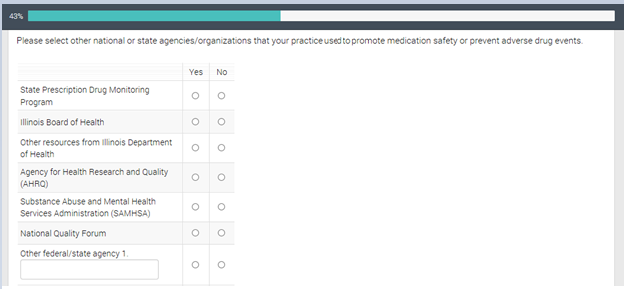 43%
Please select other national or state agencies/organizations that your practice used to promote medication safety or prevent adverse drug events.
Yes No
State Prescription Drug Monitoring
Program
Illinois Board of Health
Other resources from Illinois Department
of Health
Agency for Health Research and Quality
(AHRQ)
Substance Abuse and Mental Health
Services Administration (SAMHSA)
National Quality Forum
Other federal/state agency 1.